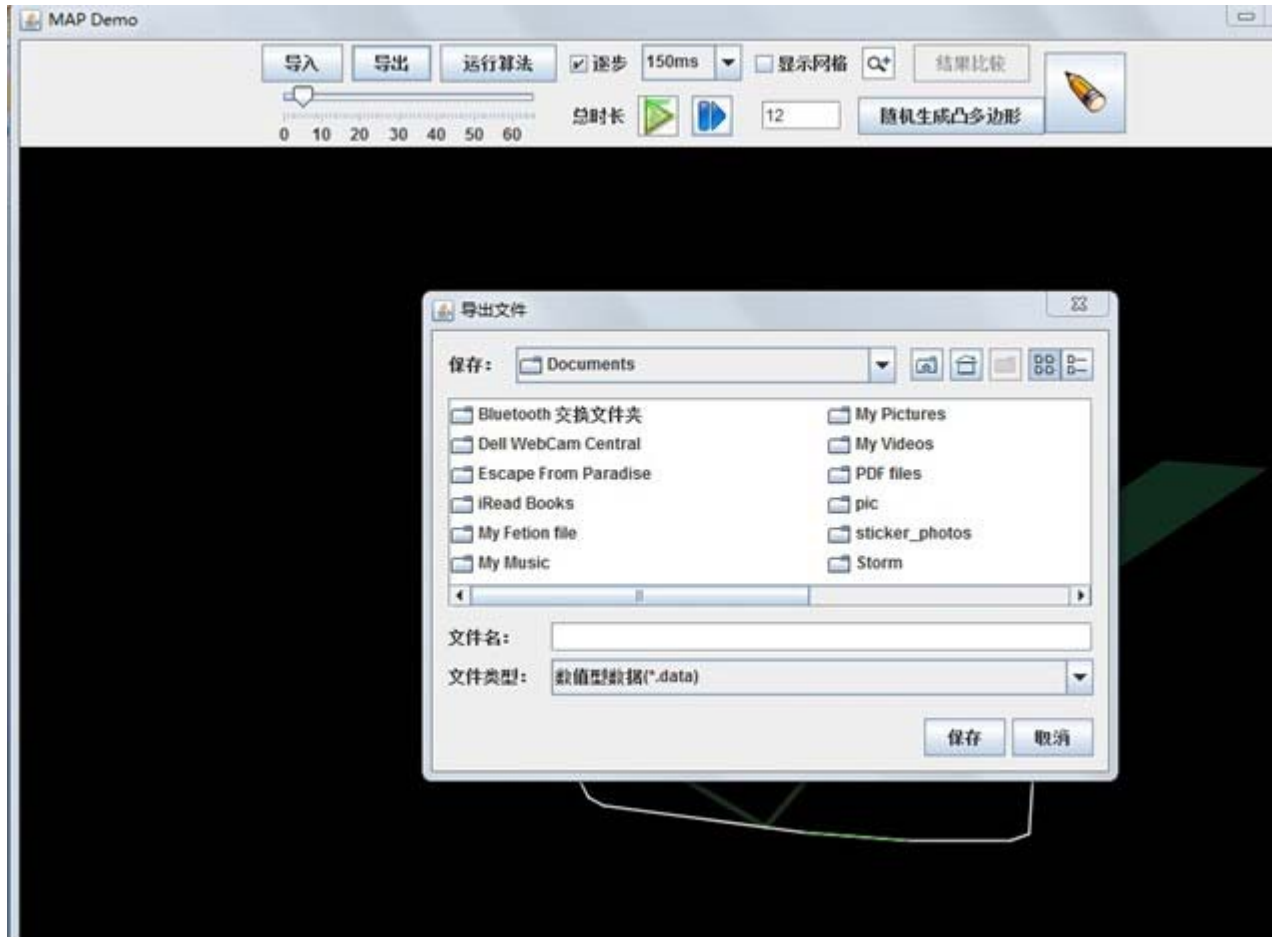 MAP Demo
导入 导出 运行算法 逐步 150ms 显示网格 结果比较
0 10 20 30 40 50 60 总时长 12 随机生成凸多边形
导出文件
保存: Documents
Bluetooth 交换文件夹 My Pictures
Dell WebCam Central My Videos
Escape From Paradise PDF files
iRead Books pic
My Fetion file sticker_photos
My Music Storm
文件名:
文件类型: 数值型数据(*.data)
保存 取消